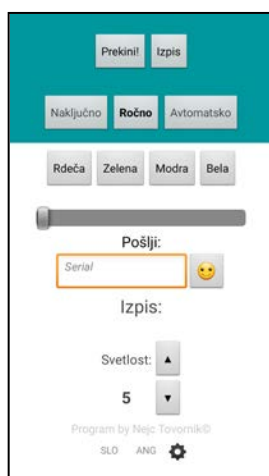 Prekini! Izpis
Naključno Ročno Avtomatsko
Rdeča Zelena Modra Bela
Pošlji:
Serial
Izpis:
Svetlost: ▲
5 ▼
Program by Nejc Tovornik©
SLO ANG